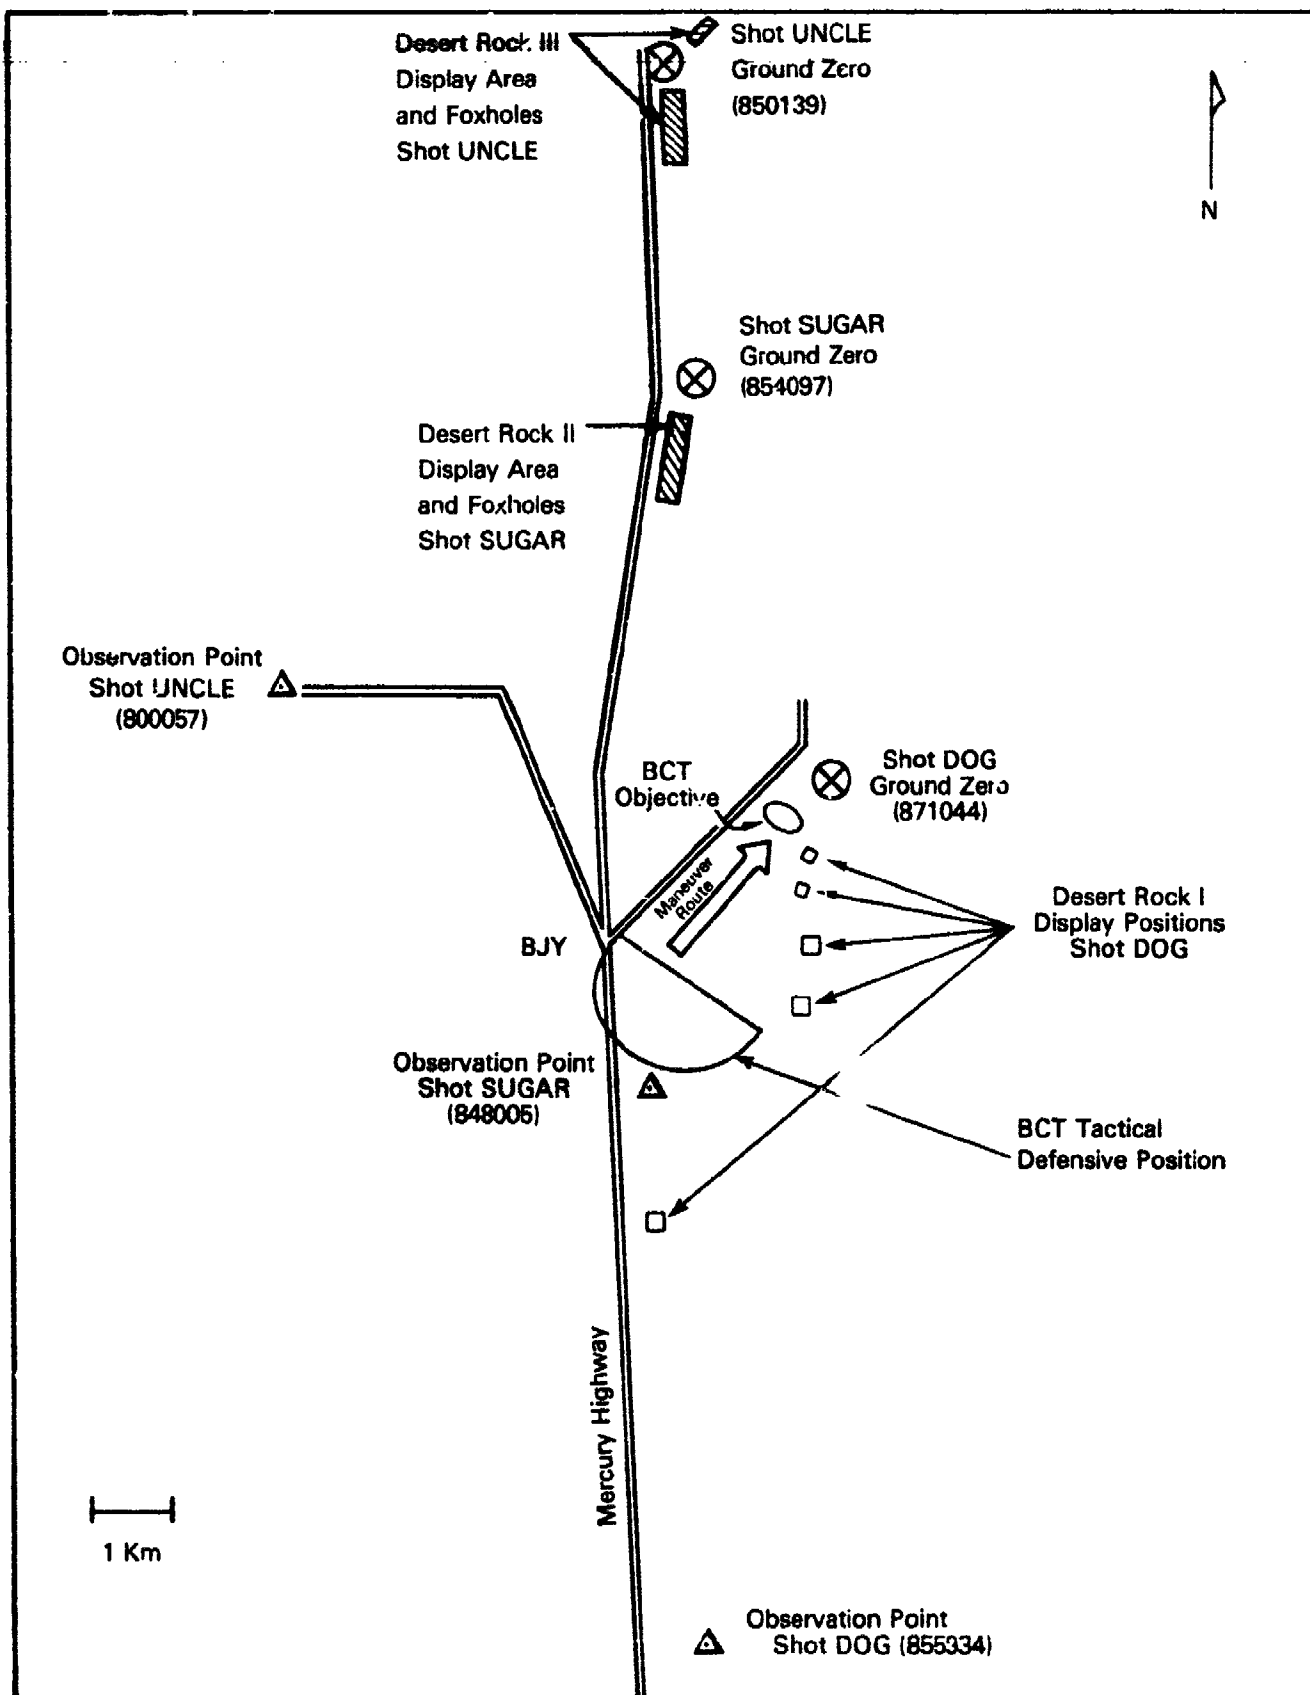 Desert Rock III
Display Area
and Foxholes
Shot UNCLE
Shot UNCLE
Ground Zero
(850139)
N
Shot SUGAR
Ground Zero
(854097)
Desert Rock II
Display Area
and Foxholes
Shot SUGAR
Observation Point
Shot UNCLE
(800057)
BCT
Objective
Shot DOG
Ground Zero
(871044)
Maneuver
Route
Desert Rock I
Display Positions
Shot DOG
BJY
Observation Point
Shot SUGAR
(848005)
BCT Tactical
Defensive Position
Mercury Highway
1 Km
Observation Point
Shot DOG